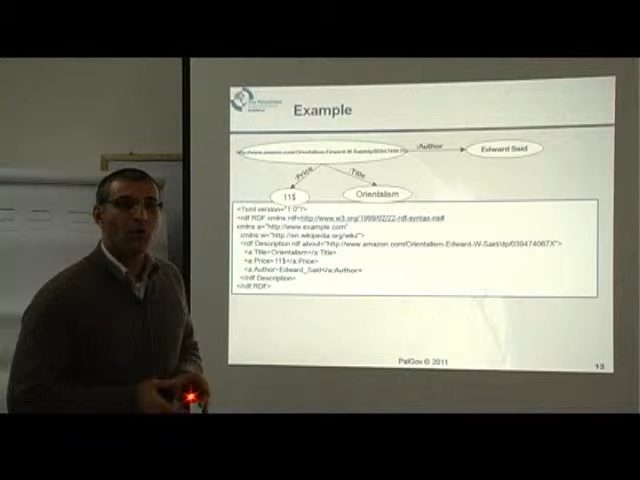 Example
:Author
Edward Said
:Price
:Title
11$
Orientalism
<?xml version="1.0"?>
<rdf:RDF xmlns:rdf=http://www.w3.org/1999/02/22-rdf-syntax-ns#
xmlns:a="http://www.example.com"
xmlns:w="http://en.wikipedia.org/wiki">
<rdf:Description rdf:about="http://www.amazon.com/Orientalism-Edward-W-Said/dp/039474067X">
<a:Title>Orientalism</a:Title>
<a:Price>11$</a:Price>
<a:Author>Edward_Said</a:Author>
</rdf:Description>
</rdf:RDF>
PalGov © 2011
13